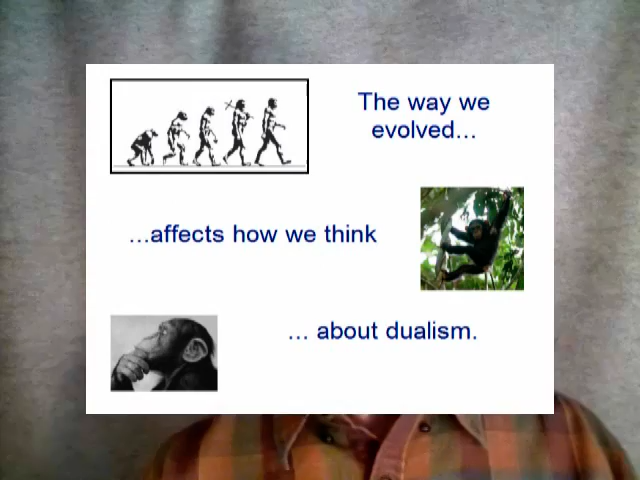 The way we
evolved...
...affects how we think
... about dualism.